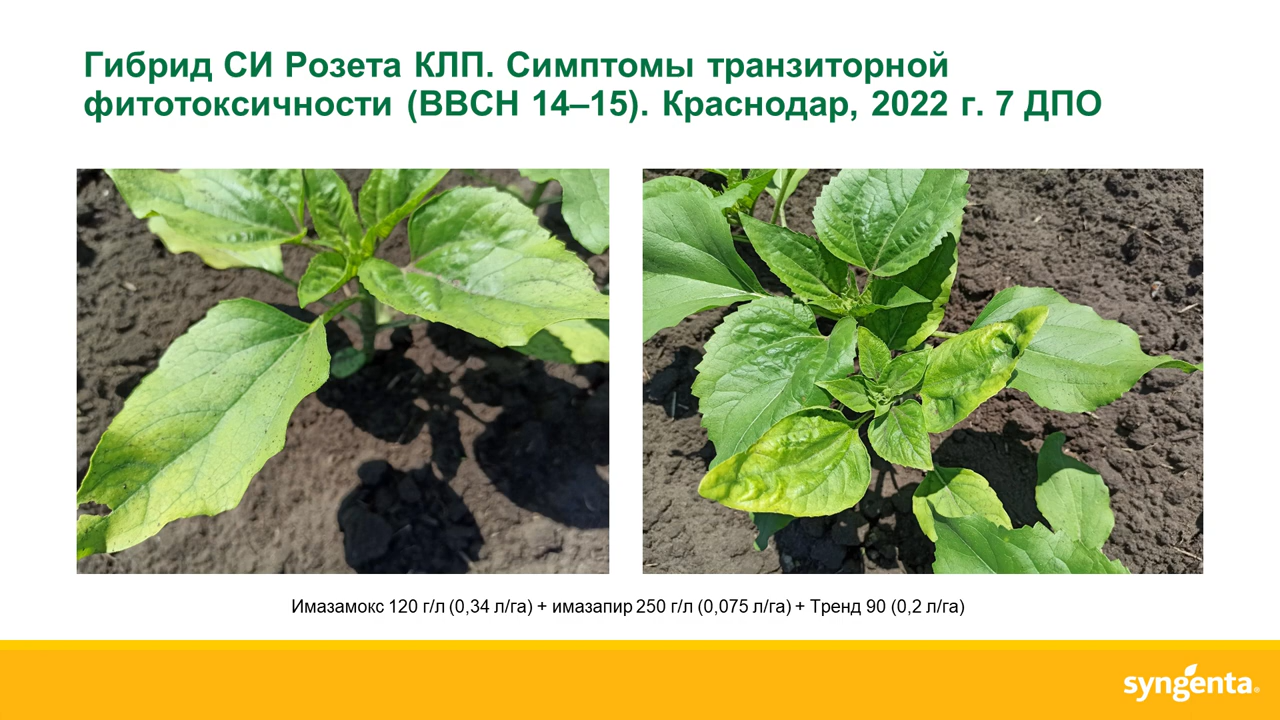 Гибрид СИ Розета КЛП. Симптомы транзиторной
фитотоксичности (ВВСН 14–15). Краснодар, 2022 г. 7 ДПО
Имазамокс 120 г/л (0,34 л/га) + имазапир 250 г/л (0,075 л/га) + Тренд 90 (0,2 л/га)
syngenta®